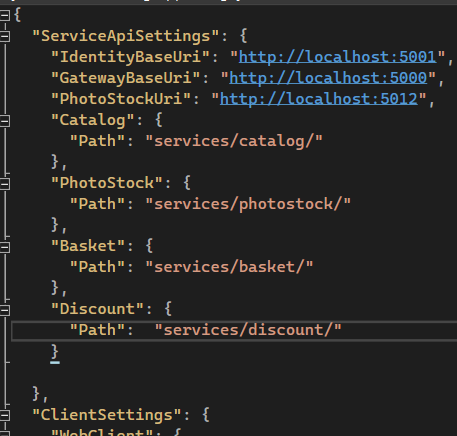 {
"ServiceApiSettings": {
"IdentityBaseUri": "http://localhost:5001",
"GatewayBaseUri": "http://localhost:5000",
"PhotoStockUri": "http://localhost:5012",
"Catalog": {
"Path": "services/catalog/"
},
"PhotoStock": {
"Path": "services/photostock/"
},
"Basket": {
"Path": "services/basket/"
},
"Discount": {
"Path":  "services/discount/"
}
},
"ClientSettings": {
"WebClient": {